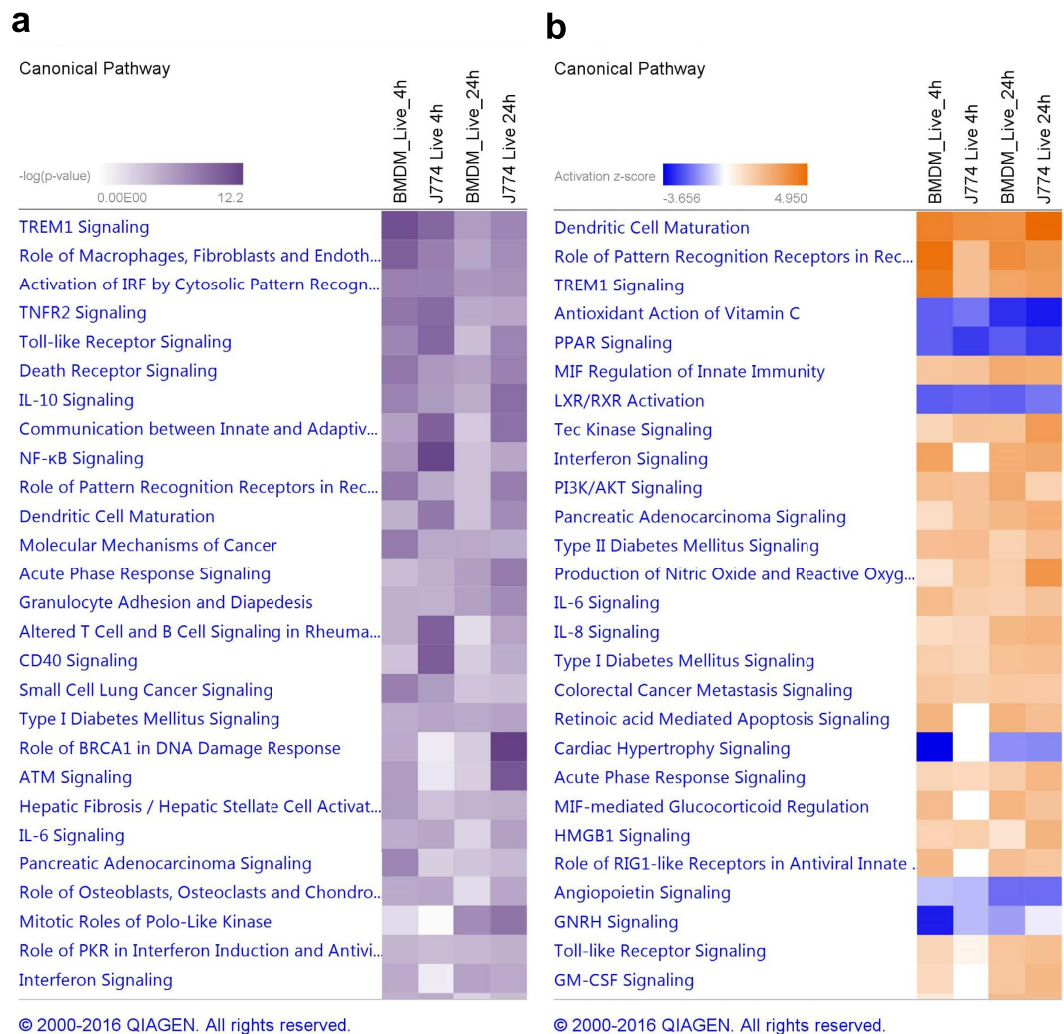 a
Canonical Pathway
BMDM_Live_4h
J774 Live 4h
BMDM_Live_24h
J774 Live 24h
-log(p-value)
0.00E00
12.2
TREM1 Signaling
Role of Macrophages, Fibroblasts and Endoth...
Activation of IRF by Cytosolic Pattern Recogn...
TNFR2 Signaling
Toll-like Receptor Signaling
Death Receptor Signaling
IL-10 Signaling
Communication between Innate and Adaptiv...
NF-κB Signaling
Role of Pattern Recognition Receptors in Rec...
Dendritic Cell Maturation
Molecular Mechanisms of Cancer
Acute Phase Response Signaling
Granulocyte Adhesion and Diapedesis
Altered T Cell and B Cell Signaling in Rheuma...
CD40 Signaling
Small Cell Lung Cancer Signaling
Type I Diabetes Mellitus Signaling
Role of BRCA1 in DNA Damage Response
ATM Signaling
Hepatic Fibrosis / Hepatic Stellate Cell Activat...
IL-6 Signaling
Pancreatic Adenocarcinoma Signaling
Role of Osteoblasts, Osteoclasts and Chondro...
Mitotic Roles of Polo-Like Kinase
Role of PKR in Interferon Induction and Antivi...
Interferon Signaling
© 2000-2016 QIAGEN. All rights reserved.
b
Canonical Pathway
BMDM_Live_4h
J774 Live 4h
BMDM_Live_24h
J774 Live 24h
Activation z-score
-3.656
4.950
Dendritic Cell Maturation
Role of Pattern Recognition Receptors in Rec...
TREM1 Signaling
Antioxidant Action of Vitamin C
PPAR Signaling
MIF Regulation of Innate Immunity
LXR/RXR Activation
Tec Kinase Signaling
Interferon Signaling
PI3K/AKT Signaling
Pancreatic Adenocarcinoma Signaling
Type II Diabetes Mellitus Signaling
Production of Nitric Oxide and Reactive Oxyg...
IL-6 Signaling
IL-8 Signaling
Type I Diabetes Mellitus Signaling
Colorectal Cancer Metastasis Signaling
Retinoic acid Mediated Apoptosis Signaling
Cardiac Hypertrophy Signaling
Acute Phase Response Signaling
MIF-mediated Glucocorticoid Regulation
HMGB1 Signaling
Role of RIG1-like Receptors in Antiviral Innate .
Angiopoietin Signaling
GNRH Signaling
Toll-like Receptor Signaling
GM-CSF Signaling
© 2000-2016 QIAGEN. All rights reserved.